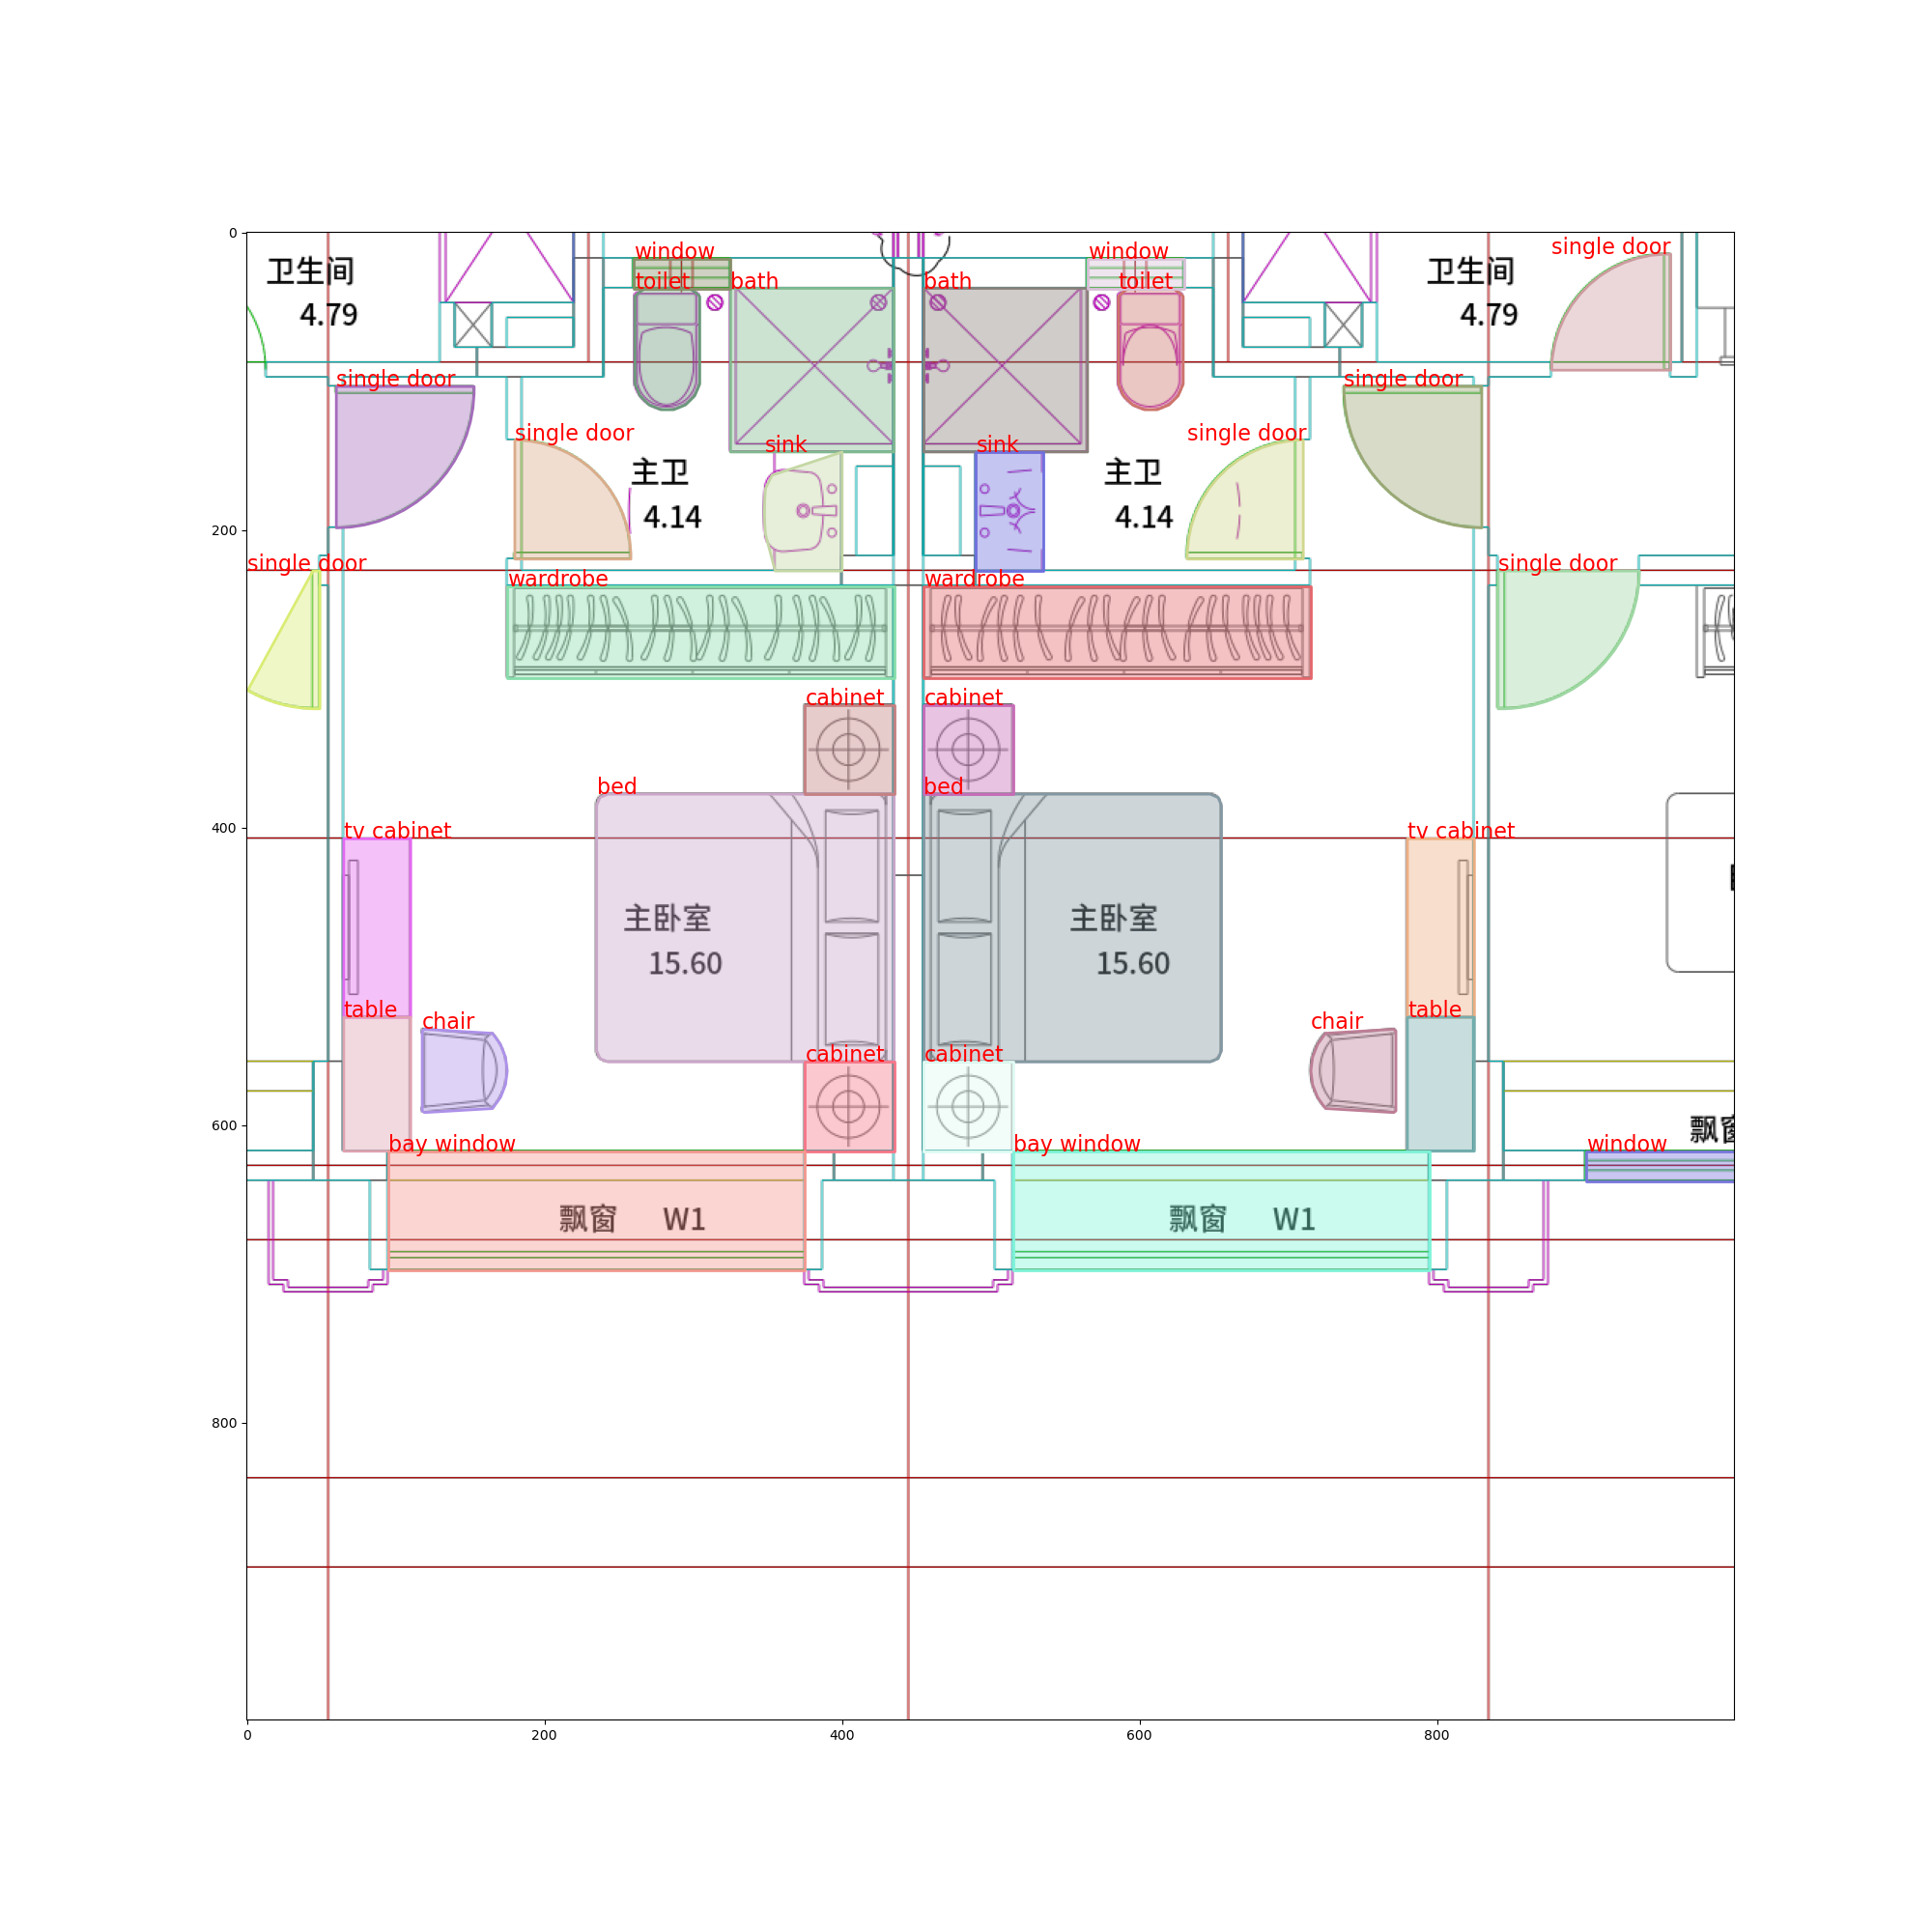 0
window
window
single door
卫生间
卫生间
toilet
bath
bath
toilet
4.79
4.79
single door
single door
single door
single door
sink
sink
主卫
主卫
200
4.14
4.14
single door
single door
wardrobe
wardrobe
cabinet
cabinet
bed
bed
400
tv cabinet
tv cabinet
主卧室
主卧室
15.60
15.60
table
table
chair
chair
cabinet
cabinet
600
飘窗
bay window
bay window
window
飘窗 W1
飘窗 W1
800
0
200
400
600
800